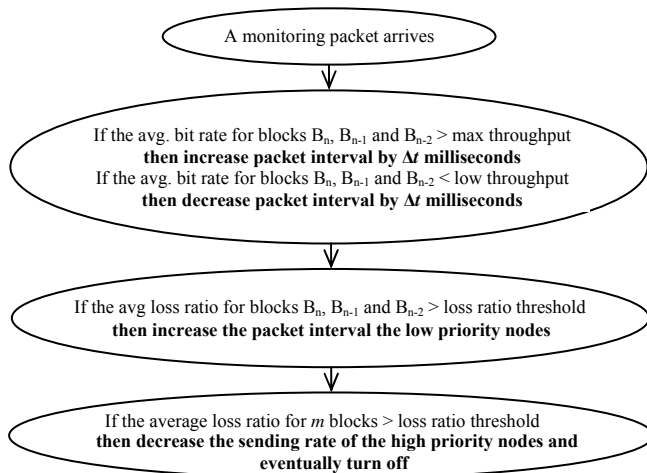 A monitoring packet arrives
If the avg. bit rate for blocks Bn, Bn-1 and Bn-2 > max throughput
then increase packet interval by Δt milliseconds
If the avg. bit rate for blocks Bn, Bn-1 and Bn-2 < low throughput
then decrease packet interval by Δt milliseconds
If the avg loss ratio for blocks Bn, Bn-1 and Bn-2 > loss ratio threshold
then increase the packet interval the low priority nodes
If the average loss ratio for m blocks > loss ratio threshold
then decrease the sending rate of the high priority nodes and
eventually turn off